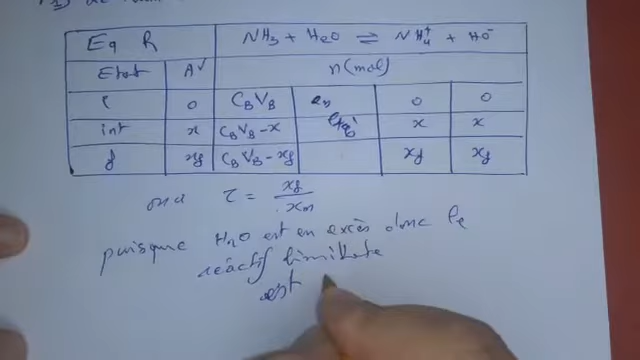 Eq R NH3 + H2O ⇌ NH4+ + HO-
Etat AV n(mol)
i 0 CBVB en 0 0
int x CBVB-x excès x x
f xf CBVB-xf xf xf
on a τ = xf / xm
puisque H2O est en excès donc le
réactif limitate
est